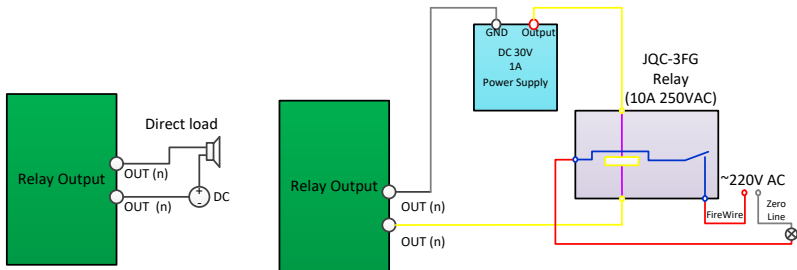 Relay Output
Direct load
OUT (n)
OUT (n)
+
-
DC
Relay Output
OUT (n)
OUT (n)
GND
Output
DC 30V
1A
Power Supply
JQC-3FG
Relay
(10A 250VAC)
~220V AC
FireWire
Zero
Line